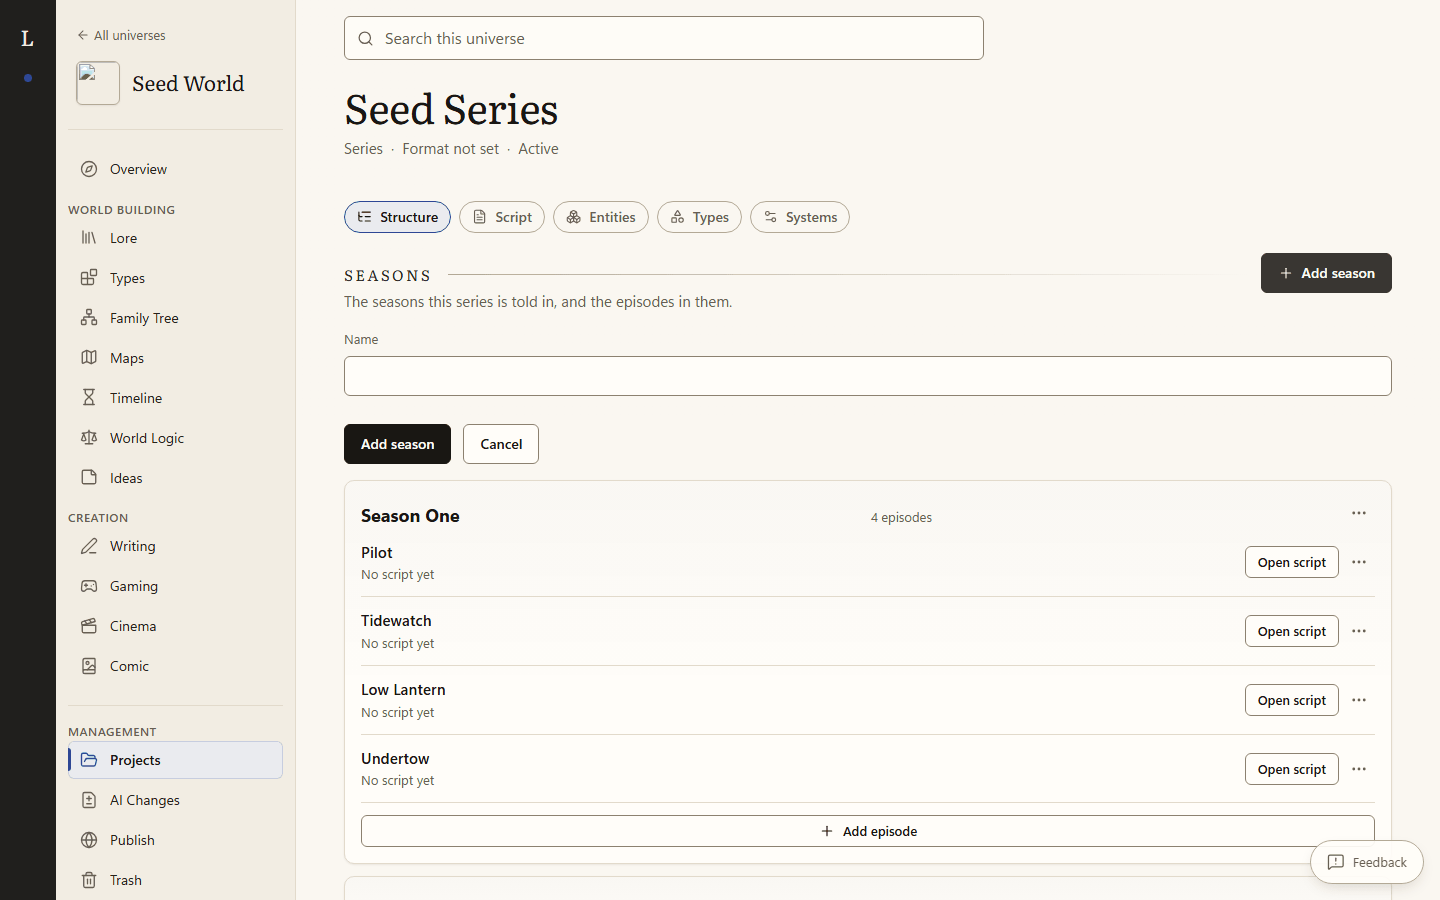 L
All universes
Seed World
Overview
WORLD BUILDING
Lore
Types
Family Tree
Maps
Timeline
World Logic
Ideas
CREATION
Writing
Gaming
Cinema
Comic
MANAGEMENT
Projects
AI Changes
Publish
Trash
Search this universe
Seed Series
Series · Format not set · Active
Structure Script Entities Types Systems
SEASONS
Add season
The seasons this series is told in, and the episodes in them.
Name
Add season Cancel
Season One 4 episodes
Pilot
No script yet
Open script
Tidewatch
No script yet
Open script
Low Lantern
No script yet
Open script
Undertow
No script yet
Open script
Add episode
Feedback